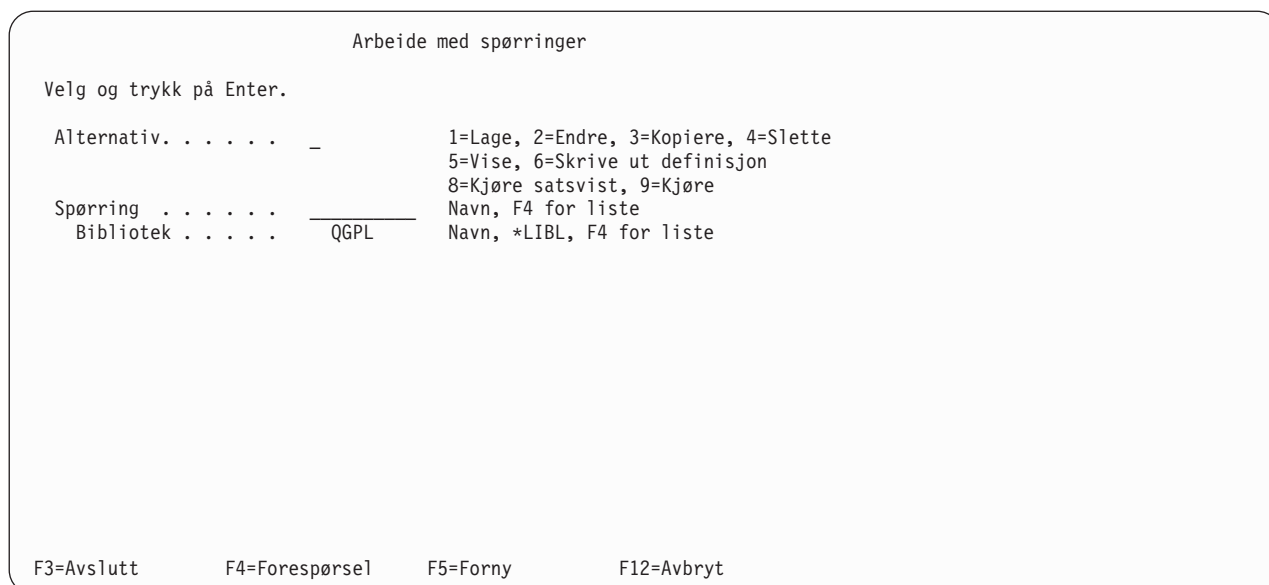 Arbeide med spørringer
Velg og trykk på Enter.
Alternativ. . . . . . _ 1=Lage, 2=Endre, 3=Kopiere, 4=Slette
5=Vise, 6=Skrive ut definisjon
8=Kjøre satsvist, 9=Kjøre
Spørring . . . . . . __________ Navn, F4 for liste
Bibliotek . . . . . QGPL Navn, *LIBL, F4 for liste
F3=Avslutt F4=Forespørsel F5=Forny F12=Avbryt